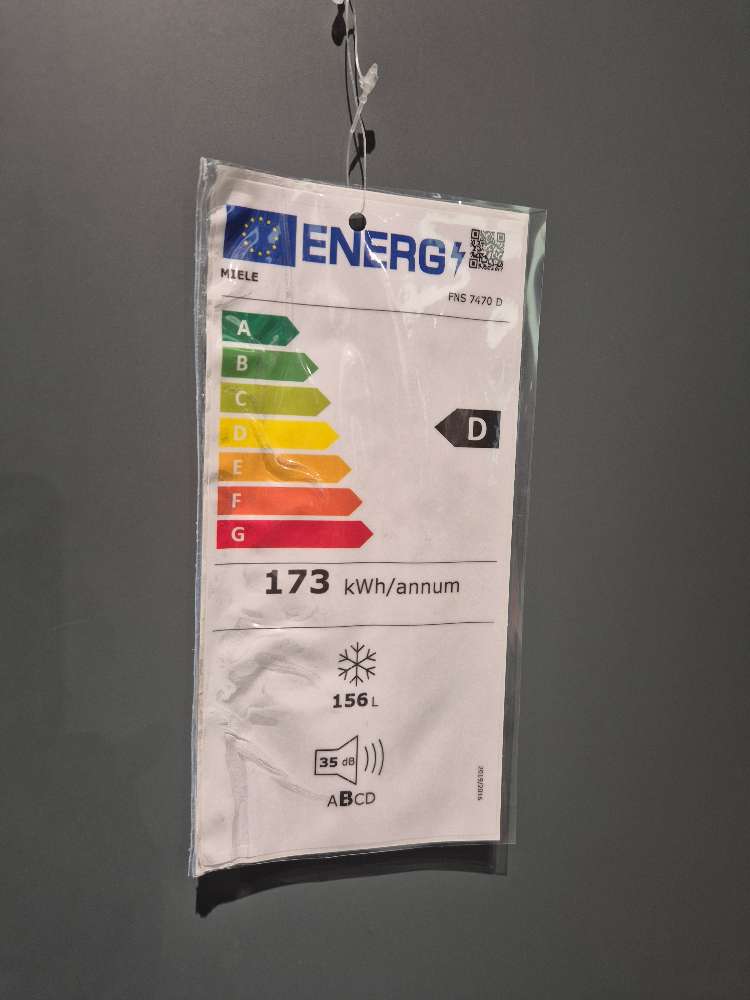 ENERG
MIELE
FNS 7470 D
A
B
C
D
D
E
F
G
173 kWh/annum
156 L
35 dB
ABCD
2019/2016